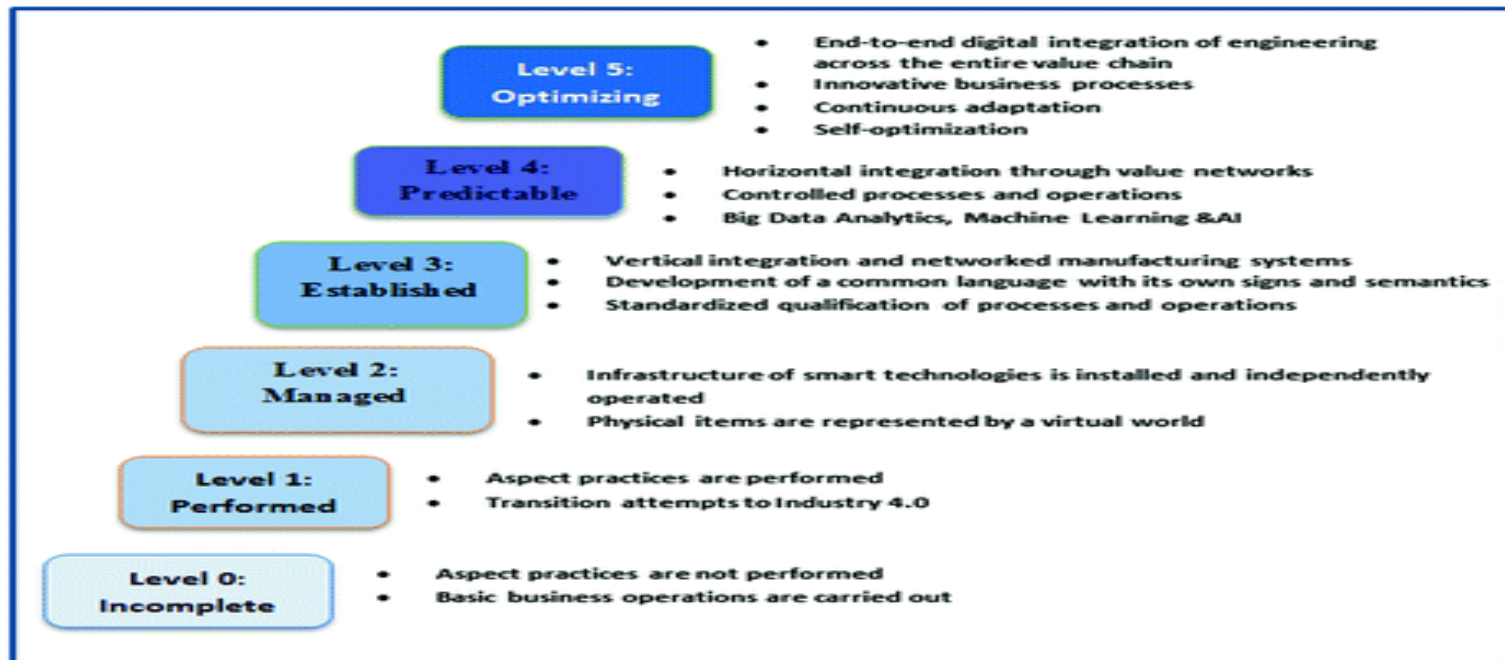 Level 5:
Optimizing
• End-to-end digital integration of engineering
across the entire value chain
• Innovative business processes
• Continuous adaptation
• Self-optimization
Level 4:
Predictable
• Horizontal integration through value networks
• Controlled processes and operations
• Big Data Analytics, Machine Learning &AI
Level 3:
Established
• Vertical integration and networked manufacturing systems
• Development of a common language with its own signs and semantics
• Standardized qualification of processes and operations
Level 2:
Managed
• Infrastructure of smart technologies is installed and independently
operated
• Physical items are represented by a virtual world
Level 1:
Performed
• Aspect practices are performed
• Transition attempts to Industry 4.0
Level 0:
Incomplete
• Aspect practices are not performed
• Basic business operations are carried out